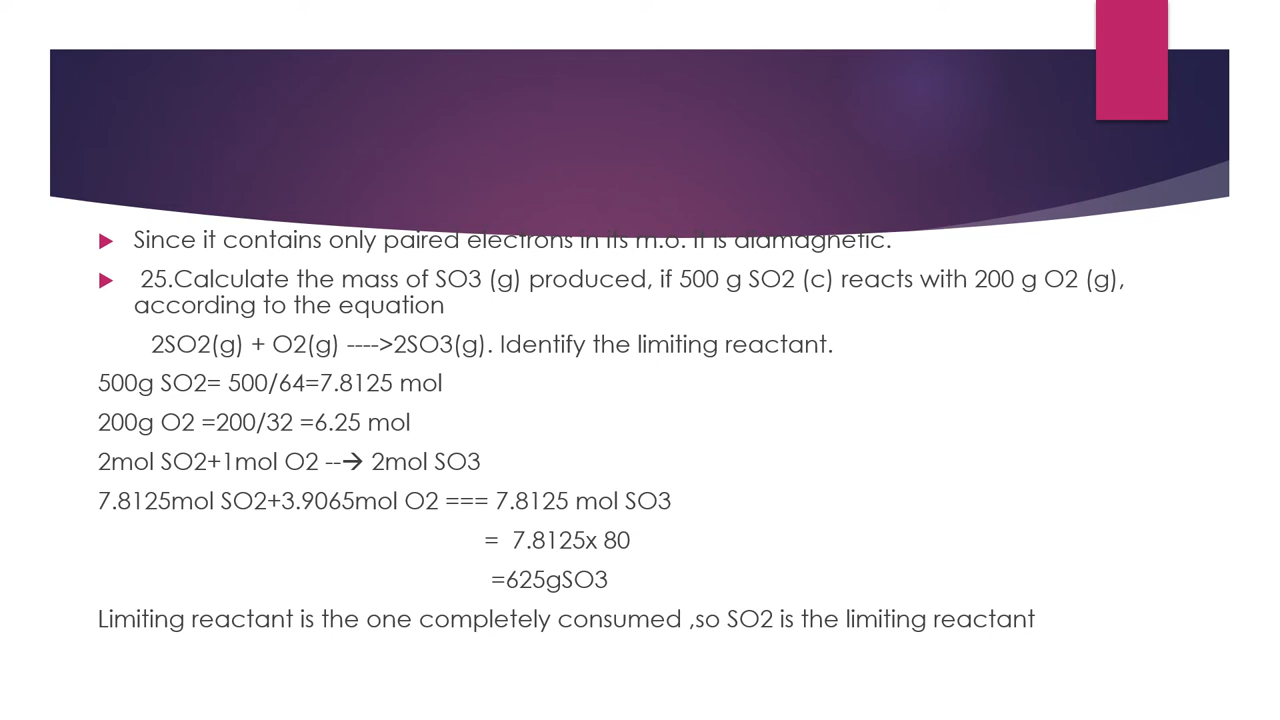 Since it contains only paired electrons in its m.o. it is diamagnetic.
25.Calculate the mass of SO3 (g) produced, if 500 g SO2 (c) reacts with 200 g O2 (g),
according to the equation
2SO2(g) + O2(g) ---->2SO3(g). Identify the limiting reactant.
500g SO2= 500/64=7.8125 mol
200g O2 =200/32 =6.25 mol
2mol SO2+1mol O2 --→ 2mol SO3
7.8125mol SO2+3.9065mol O2 === 7.8125 mol SO3
= 7.8125x 80
=625gSO3
Limiting reactant is the one completely consumed ,so SO2 is the limiting reactant